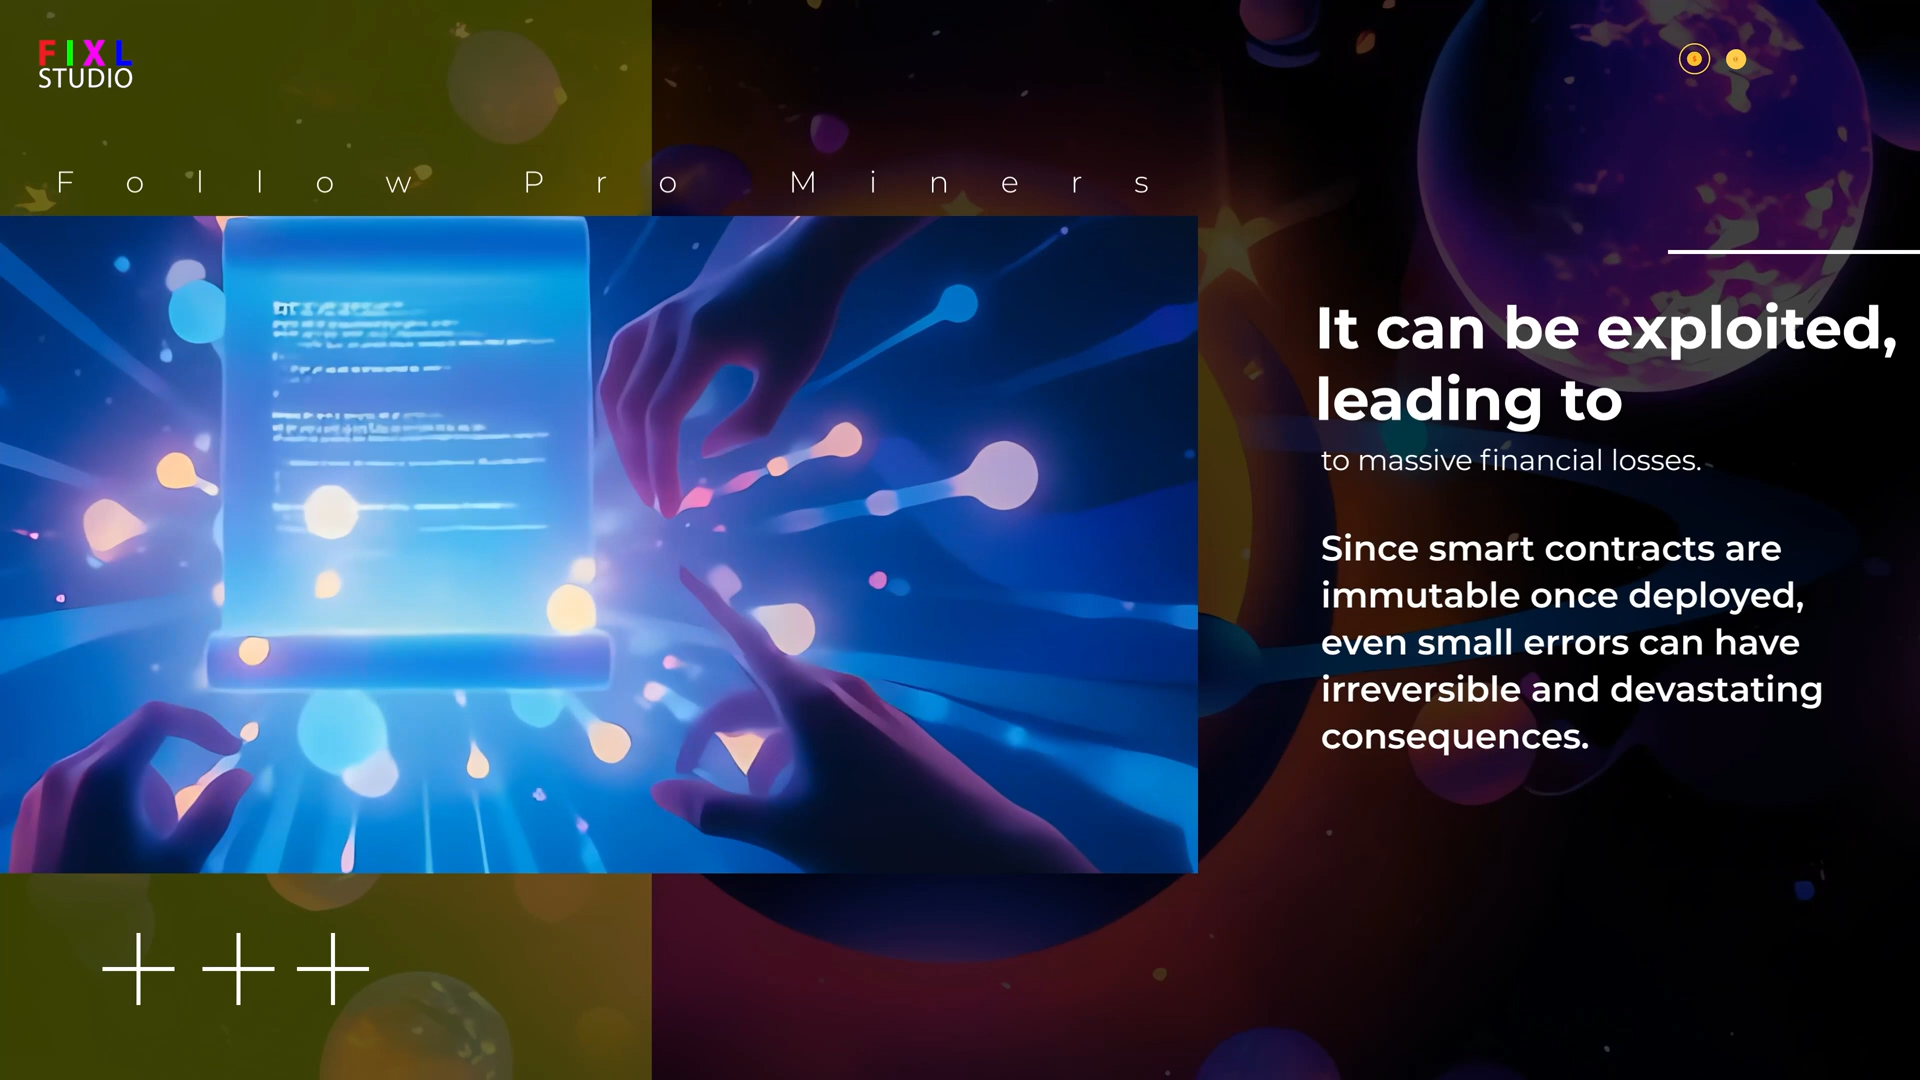 FIXL
STUDIO
Follow Pro Miners
It can be exploited,
leading to
to massive financial losses.
Since smart contracts are
immutable once deployed,
even small errors can have
irreversible and devastating
consequences.